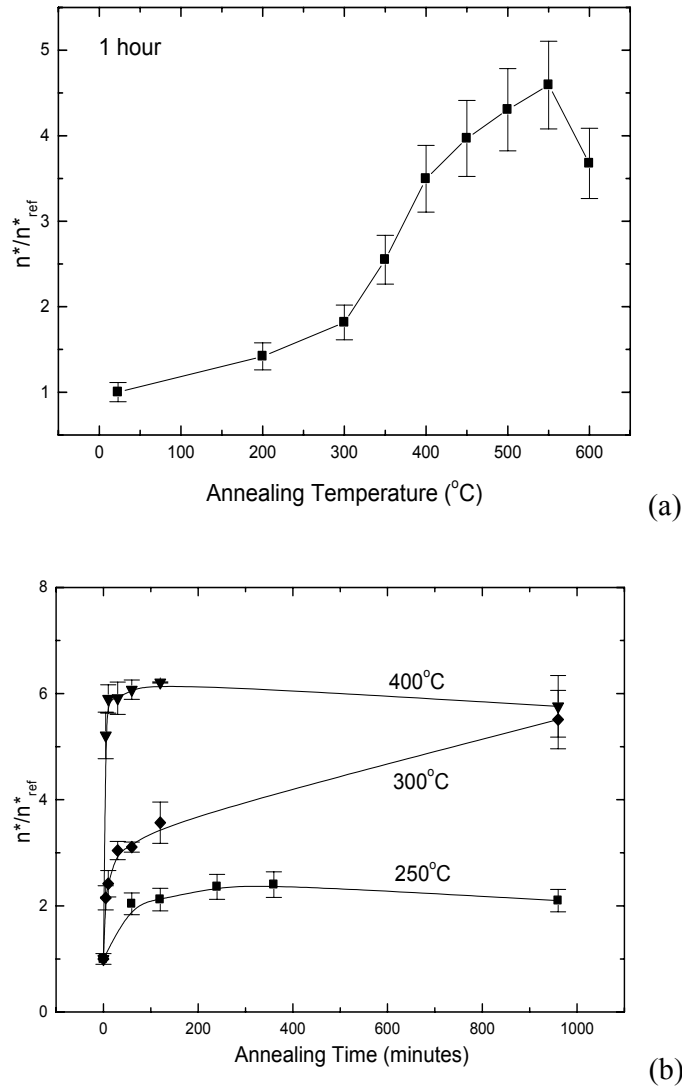 5
1 hour
4
3
2
1
n*/n*ref
0 100 200 300 400 500 600
Annealing Temperature (°C)
(a)
8
6
4
2
0
n*/n*ref
400°C
300°C
250°C
0 200 400 600 800 1000
Annealing Time (minutes)
(b)